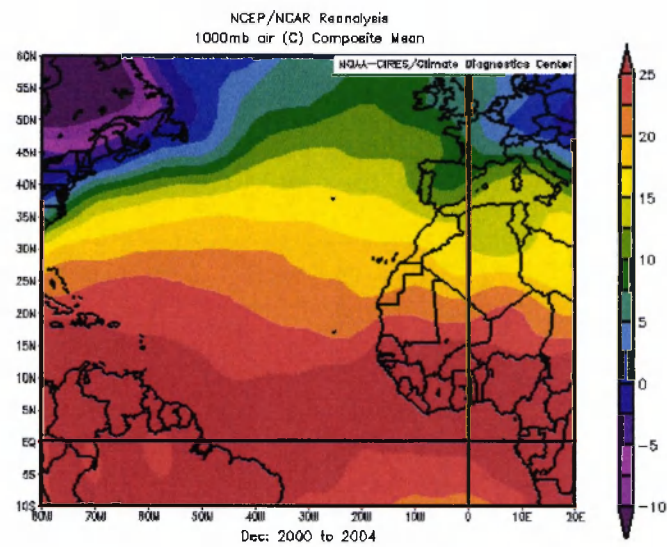 NCEP/NCAR Reanalysis
1000mb air (C) Composite Mean
NOAA-CIRES/Climate Diagnostics Center
60N
55N
50N
45N
40N
35N
30N
25N
20N
15N
10N
5N
EQ
5S
10S
80W 70W 60W 50W 40W 30W 20W 10W 0 10E 20E
Dec: 2000 to 2004
25
20
15
10
5
0
-5
-10